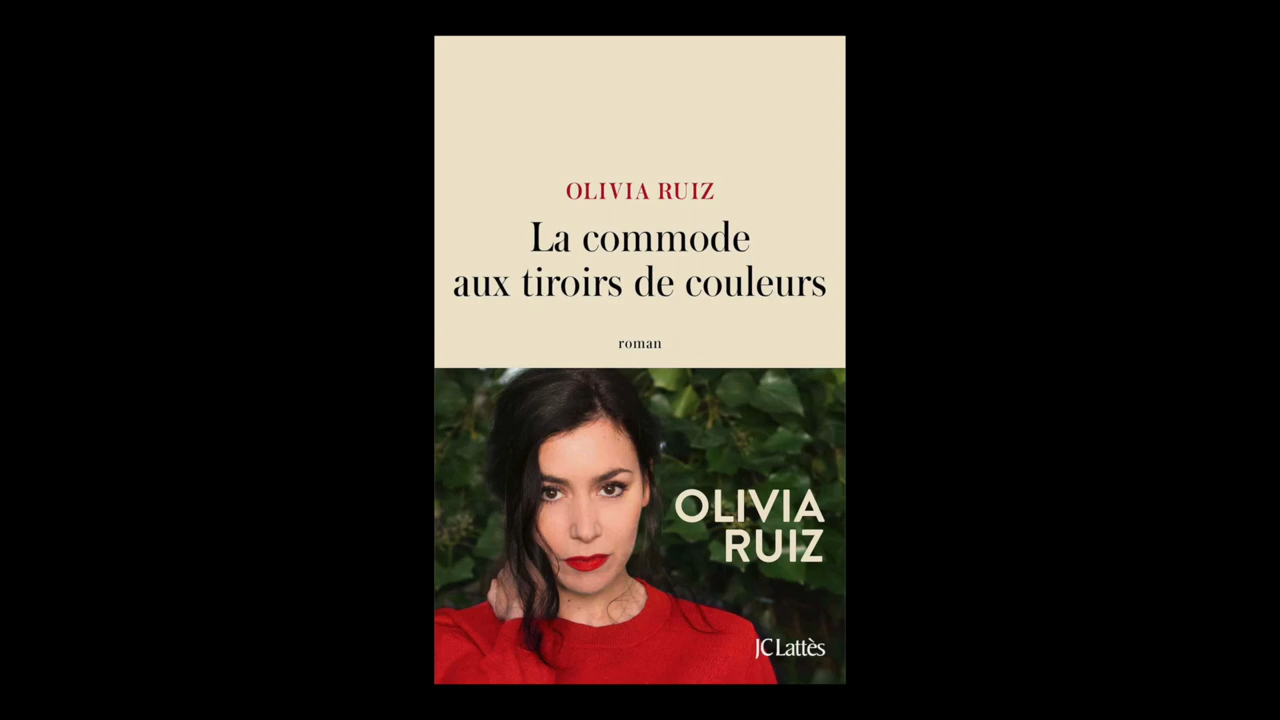 OLIVIA RUIZ
La commode
aux tiroirs de couleurs
roman
OLIVIA
RUIZ
JC Lattès